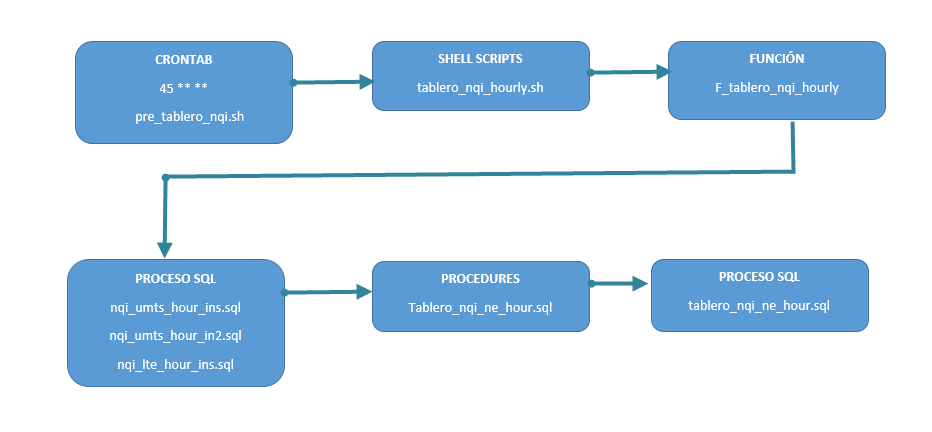 CRONTAB
45 ** **
pre_tablero_nqi.sh
SHELL SCRIPTS
tablero_nqi_hourly.sh
FUNCIÓN
F_tablero_nqi_hourly
PROCESO SQL
nqi_umts_hour_ins.sql
nqi_umts_hour_in2.sql
nqi_lte_hour_ins.sql
PROCEDURES
Tablero_nqi_ne_hour.sql
PROCESO SQL
tablero_nqi_ne_hour.sql